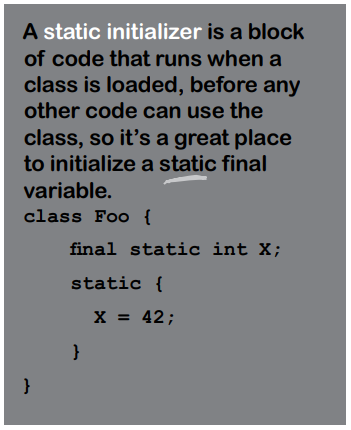 A static initializer is a block
of code that runs when a
class is loaded, before any
other code can use the
class, so it’s a great place
to initialize a static final
variable.
class Foo {
final static int X;
static {
X = 42;
}
}